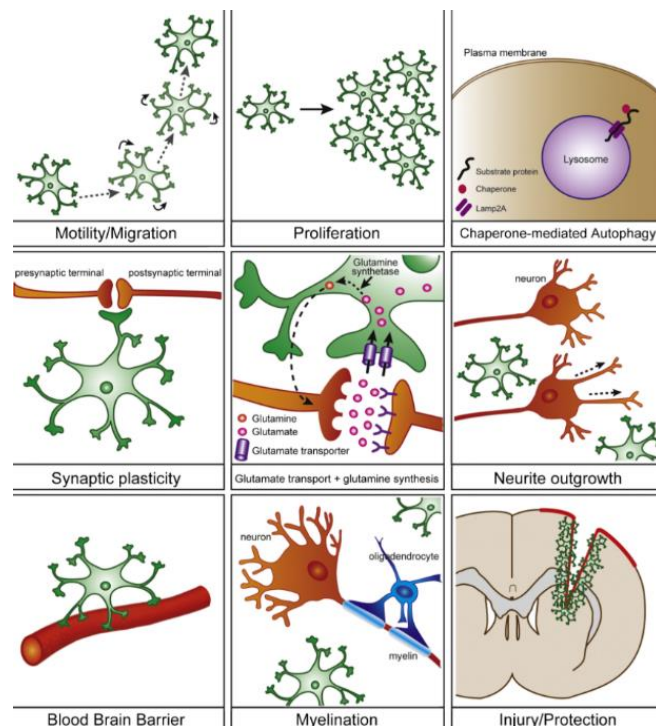 Motility/Migration
Proliferation
Plasma membrane
Lysosome
Substrate protein
Chaperone
Lamp2A
Chaperone-mediated Autophagy
presynaptic terminal
postsynaptic terminal
Synaptic plasticity
Glutamine
synthetase
Glutamine
Glutamate
Glutamate transporter
Glutamate transport + glutamine synthesis
neuron
Neurite outgrowth
Blood Brain Barrier
neuron
oligodendrocyte
myelin
Myelination
Injury/Protection